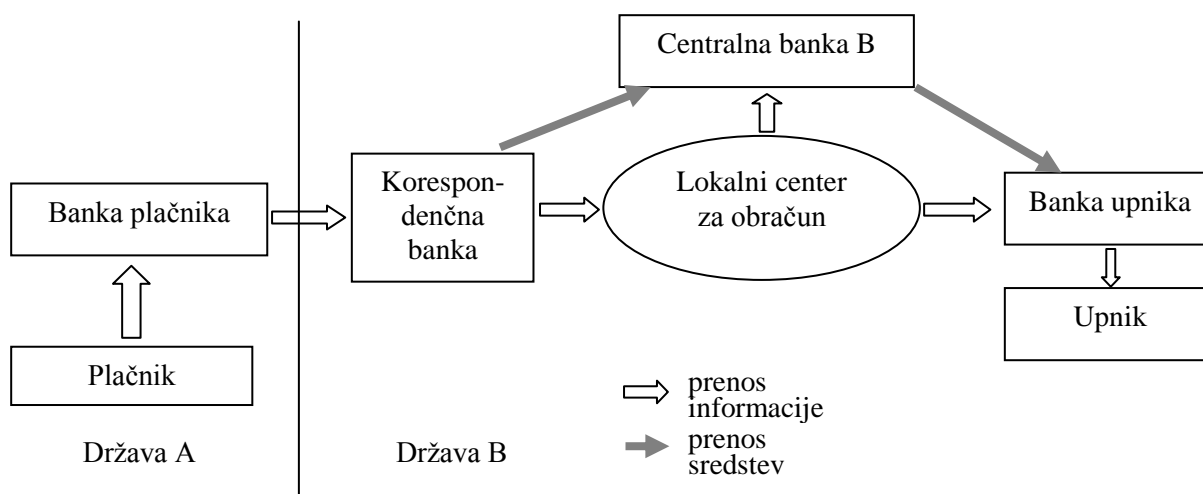 Centralna banka B
Korespon-
denčna
banka
Lokalni center
za obračun
Banka plačnika
Banka upnika
Plačnik
Upnik
prenos
informacije
prenos
sredstev
Država A
Država B